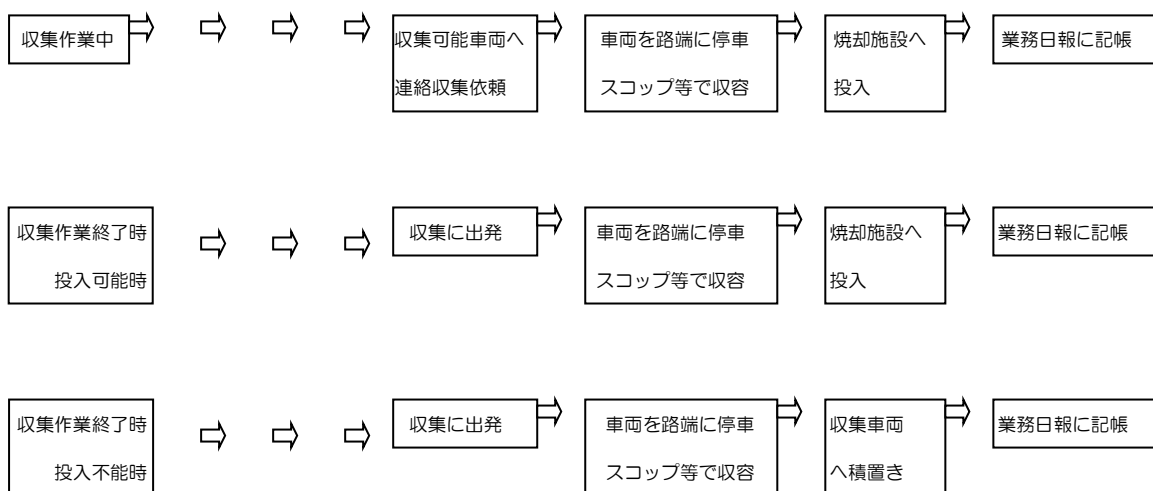 収集作業中
収集可能車両へ
連絡収集依頼
車両を路端に停車
スコップ等で収容
焼却施設へ
投入
業務日報に記帳
収集作業終了時
投入可能時
収集に出発
車両を路端に停車
スコップ等で収容
焼却施設へ
投入
業務日報に記帳
収集作業終了時
投入不能時
収集に出発
車両を路端に停車
スコップ等で収容
収集車両
へ積置き
業務日報に記帳